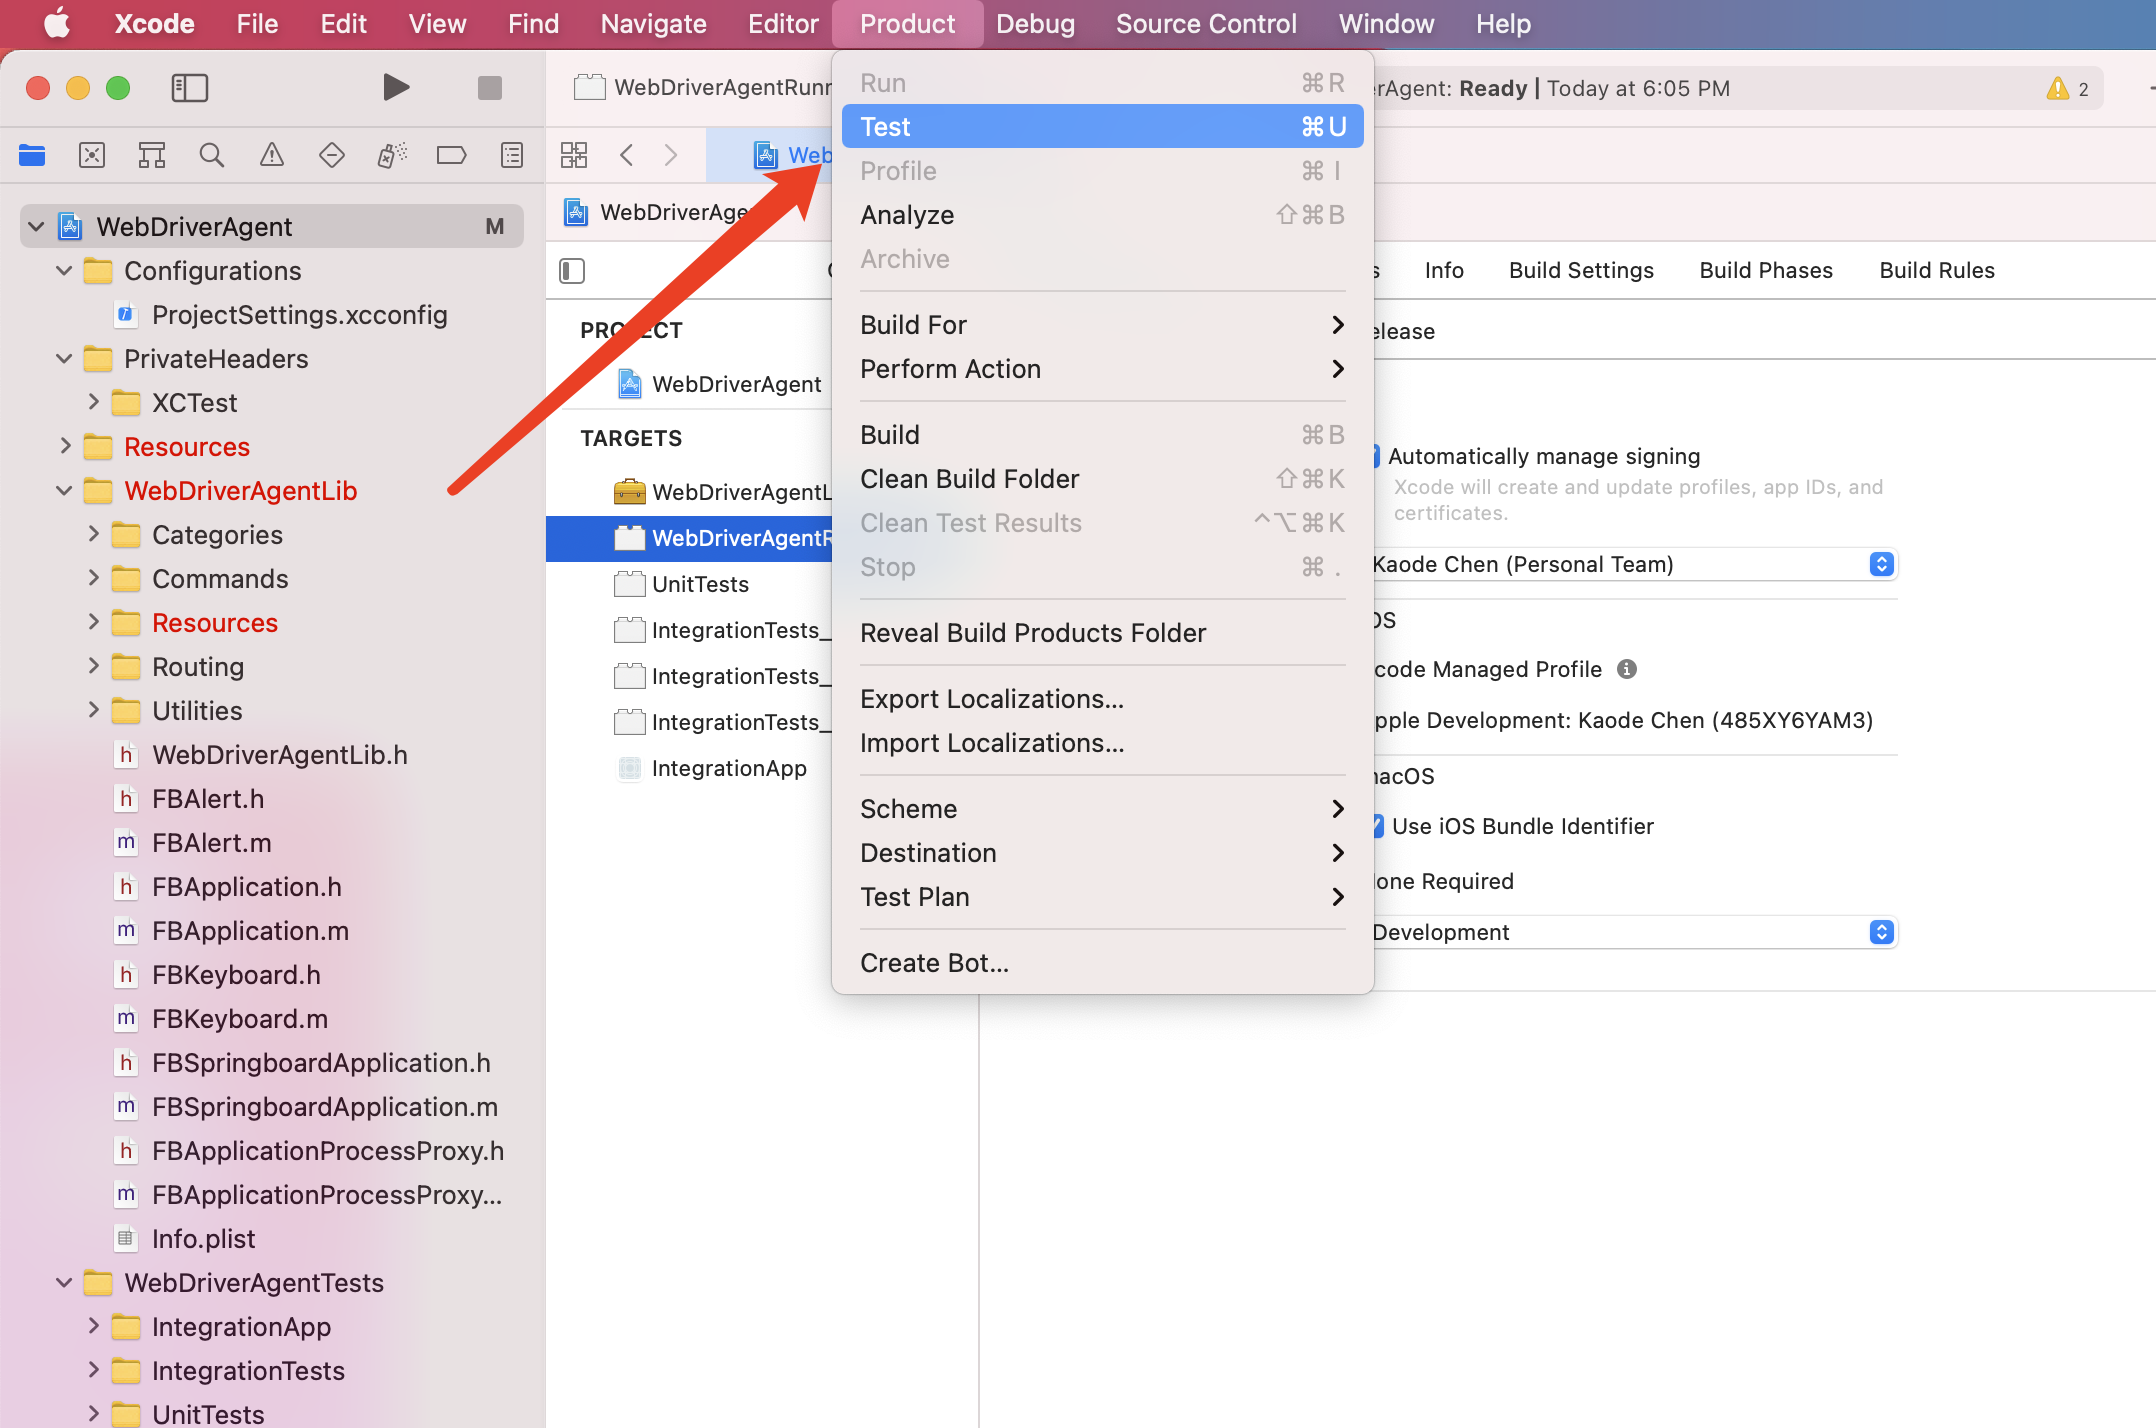 Xcode File Edit View Find Navigate Editor Product Debug Source Control Window Help
WebDriverAgentRunn
rAgent: Ready | Today at 6:05 PM
2
Web
WebDriverAgent M
Configurations
ProjectSettings.xcconfig
PrivateHeaders
XCTest
Resources
WebDriverAgentLib
Categories
Commands
Resources
Routing
Utilities
h WebDriverAgentLib.h
h FBAlert.h
m FBAlert.m
h FBApplication.h
m FBApplication.m
h FBKeyboard.h
m FBKeyboard.m
h FBSpringboardApplication.h
m FBSpringboardApplication.m
h FBApplicationProcessProxy.h
m FBApplicationProcessProxy...
Info.plist
WebDriverAgentTests
IntegrationApp
IntegrationTests
UnitTests
WebDriverAge
PROJECT
WebDriverAgent
TARGETS
WebDriverAgentL
WebDriverAgentR
UnitTests
IntegrationTests_
IntegrationTests_
IntegrationTests_
IntegrationApp
Run ⌘R
Test ⌘U
Profile ⌘I
Analyze ⇧⌘B
Archive
Build For
Perform Action
Build ⌘B
Clean Build Folder ⇧⌘K
Clean Test Results ^⌥⌘K
Stop ⌘.
Reveal Build Products Folder
Export Localizations...
Import Localizations...
Scheme
Destination
Test Plan
Create Bot...
s Info Build Settings Build Phases Build Rules
elease
Automatically manage signing
Xcode will create and update profiles, app IDs, and
certificates.
Kaode Chen (Personal Team)
OS
code Managed Profile
pple Development: Kaode Chen (485XY6YAM3)
macOS
Use iOS Bundle Identifier
one Required
Development